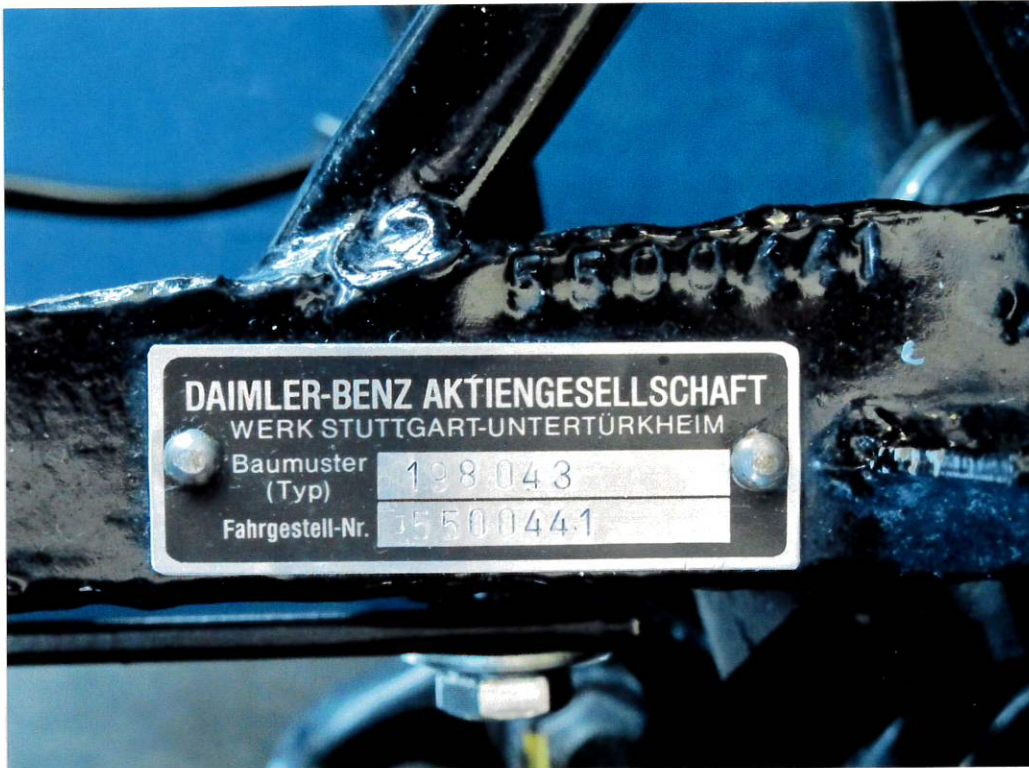 5500441
DAIMLER-BENZ AKTIENGESELLSCHAFT
WERK STUTTGART-UNTERTÜRKHEIM
Baumuster 198 043
(Typ)
Fahrgestell-Nr. 5500441